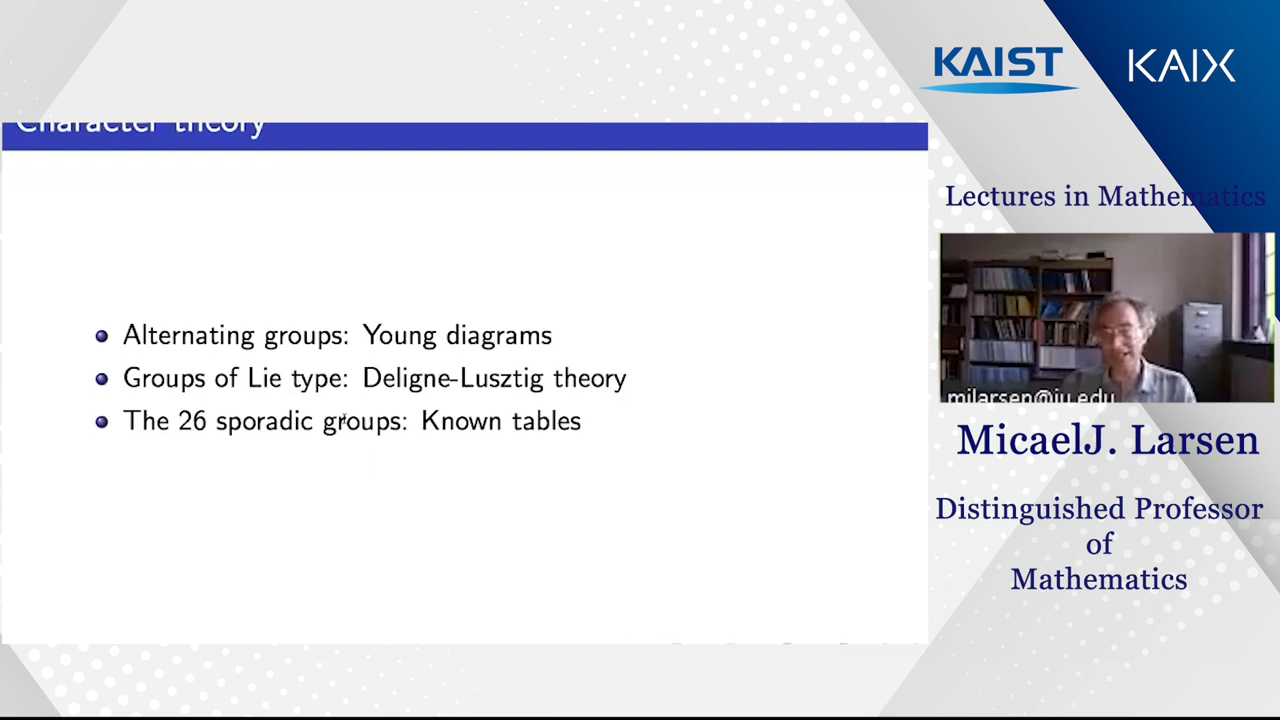 KAIST KAIX
Character theory
Lectures in Mathematics
Alternating groups: Young diagrams
Groups of Lie type: Deligne-Lusztig theory
The 26 sporadic groups: Known tables
milarsen@iu.edu
MicaelJ. Larsen
Distinguished Professor
of
Mathematics